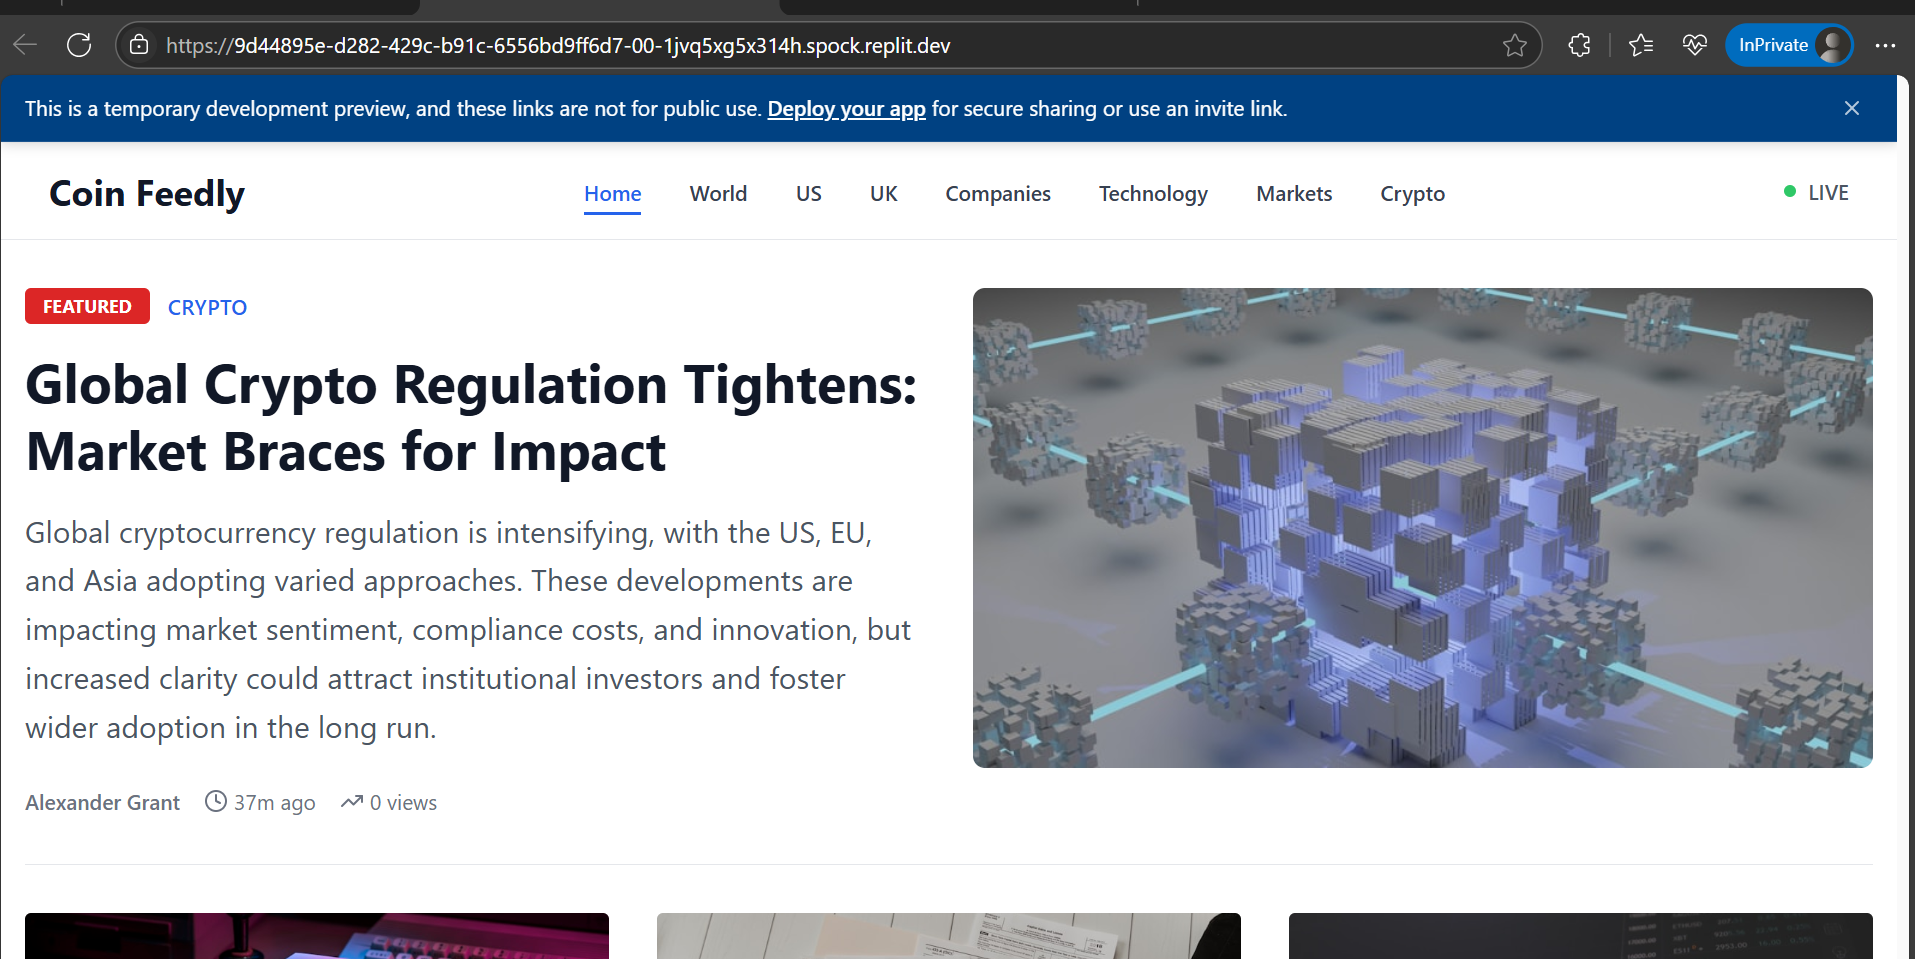 https://9d44895e-d282-429c-b91c-6556bd9ff6d7-00-1jvq5xg5x314h.spock.replit.dev
InPrivate
This is a temporary development preview, and these links are not for public use. Deploy your app for secure sharing or use an invite link.
Coin Feedly
Home
World
US
UK
Companies
Technology
Markets
Crypto
LIVE
FEATURED
CRYPTO
Global Crypto Regulation Tightens:
Market Braces for Impact
Global cryptocurrency regulation is intensifying, with the US, EU,
and Asia adopting varied approaches. These developments are
impacting market sentiment, compliance costs, and innovation, but
increased clarity could attract institutional investors and foster
wider adoption in the long run.
Alexander Grant
37m ago
0 views